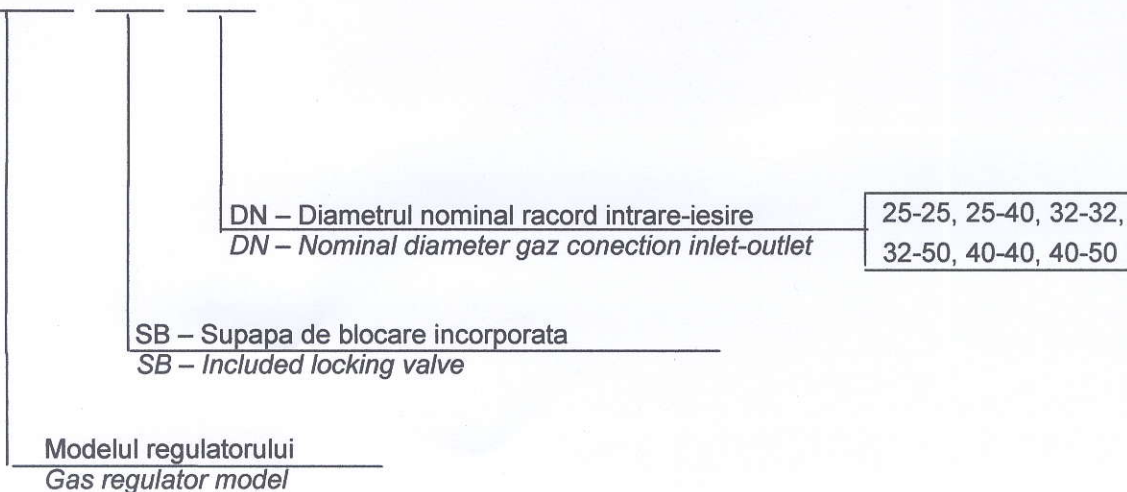 DN – Diametrul nominal racord intrare-iesire
DN – Nominal diameter gaz conection inlet-outlet
25-25, 25-40, 32-32,
32-50, 40-40, 40-50
SB – Supapa de blocare incorporata
SB – Included locking valve
Modelul regulatorului
Gas regulator model